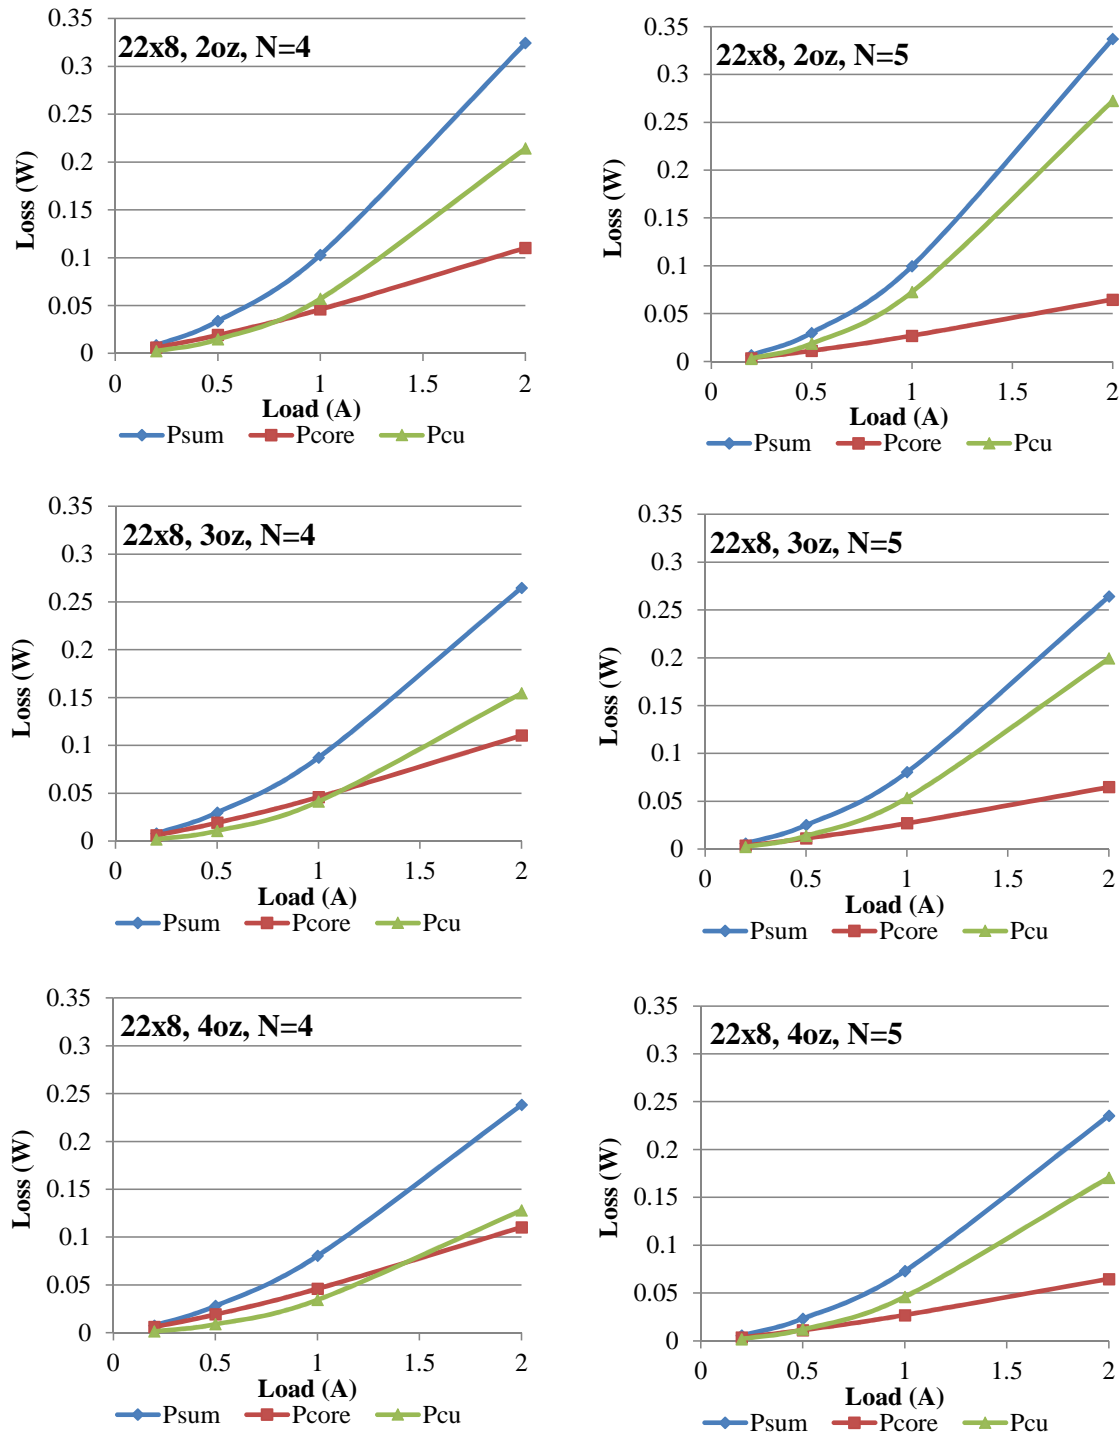 22x8, 2oz, N=4
0.35
0.3
0.25
0.2
0.15
0.1
0.05
0
Loss (W)
0 0.5 1 1.5 2
Load (A)
Psum Pcore Pcu
22x8, 2oz, N=5
0.35
0.3
0.25
0.2
0.15
0.1
0.05
0
Loss (W)
0 0.5 1 1.5 2
Load (A)
Psum Pcore Pcu
22x8, 3oz, N=4
0.35
0.3
0.25
0.2
0.15
0.1
0.05
0
Loss (W)
0 0.5 1 1.5 2
Load (A)
Psum Pcore Pcu
22x8, 3oz, N=5
0.35
0.3
0.25
0.2
0.15
0.1
0.05
0
Loss (W)
0 0.5 1 1.5 2
Load (A)
Psum Pcore Pcu
22x8, 4oz, N=4
0.35
0.3
0.25
0.2
0.15
0.1
0.05
0
Loss (W)
0 0.5 1 1.5 2
Load (A)
Psum Pcore Pcu
22x8, 4oz, N=5
0.35
0.3
0.25
0.2
0.15
0.1
0.05
0
Loss (W)
0 0.5 1 1.5 2
Load (A)
Psum Pcore Pcu